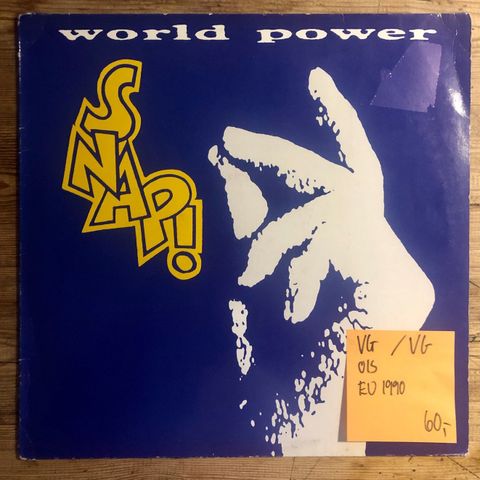 world power
SNAP!
VG / VG
OIS
EU 1990
60,-